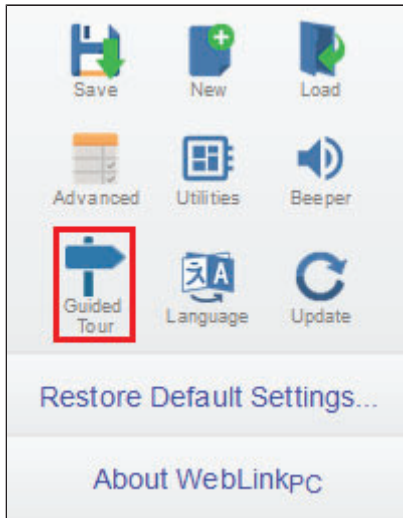 Save New Load
Advanced Utilities Beeper
Guided
Tour
Language Update
Restore Default Settings...
About WebLinkPC